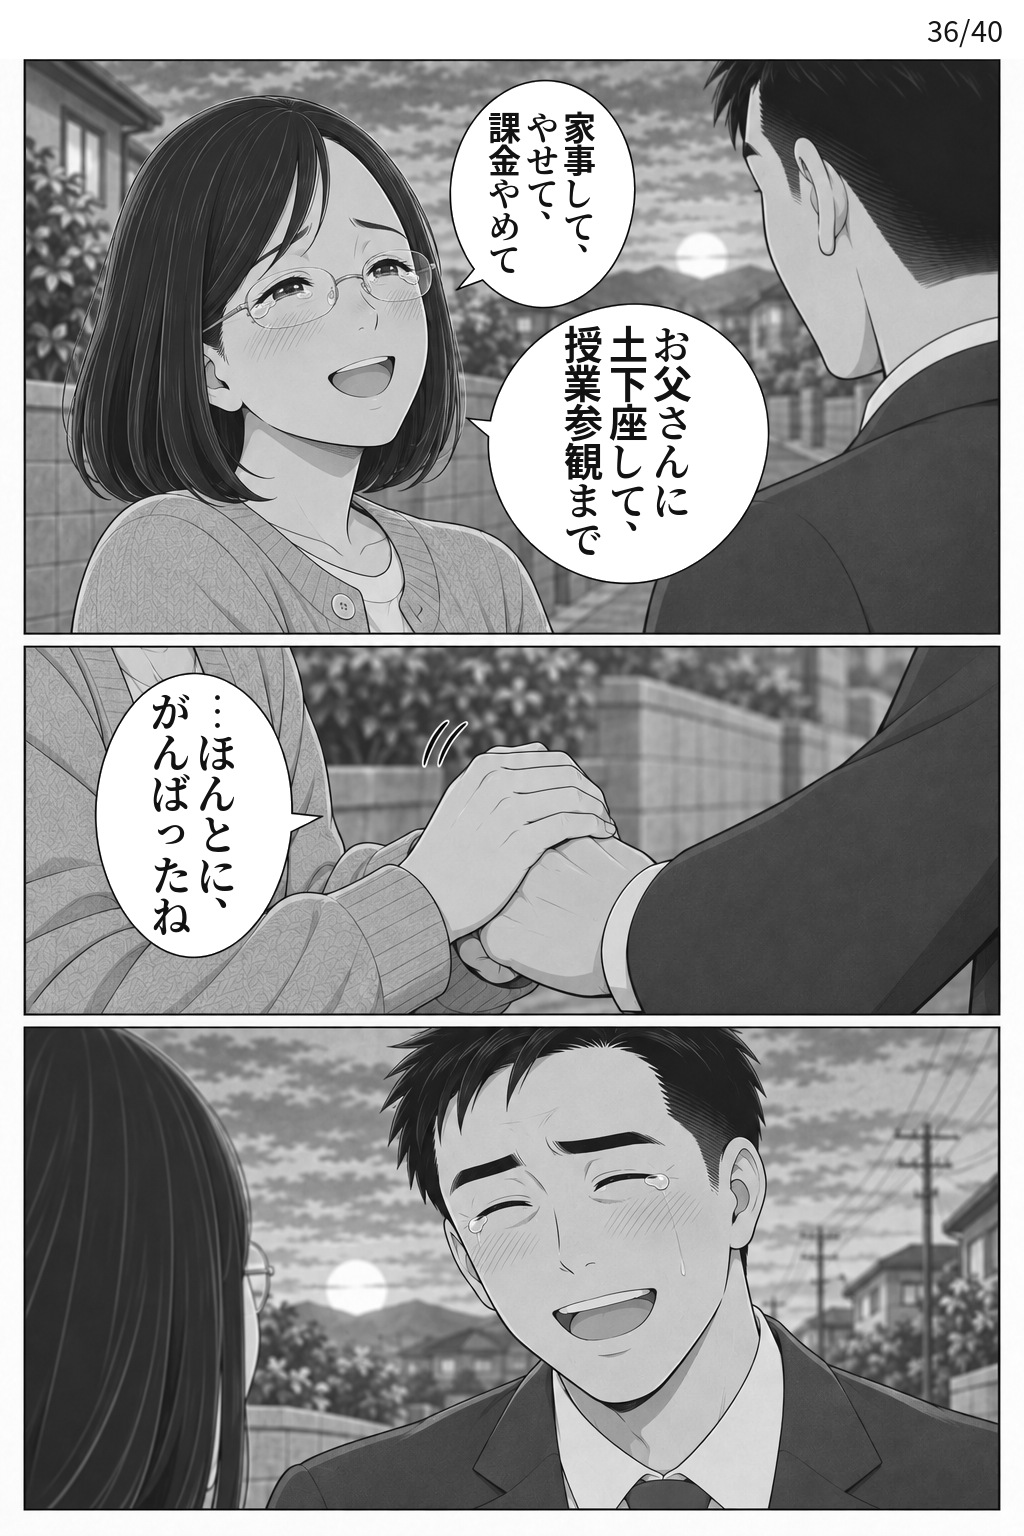 36/40
家事して、
やせて、
課金やめて
お父さんに
土下座して、
授業参観まで
…ほんとに、
がんばったね